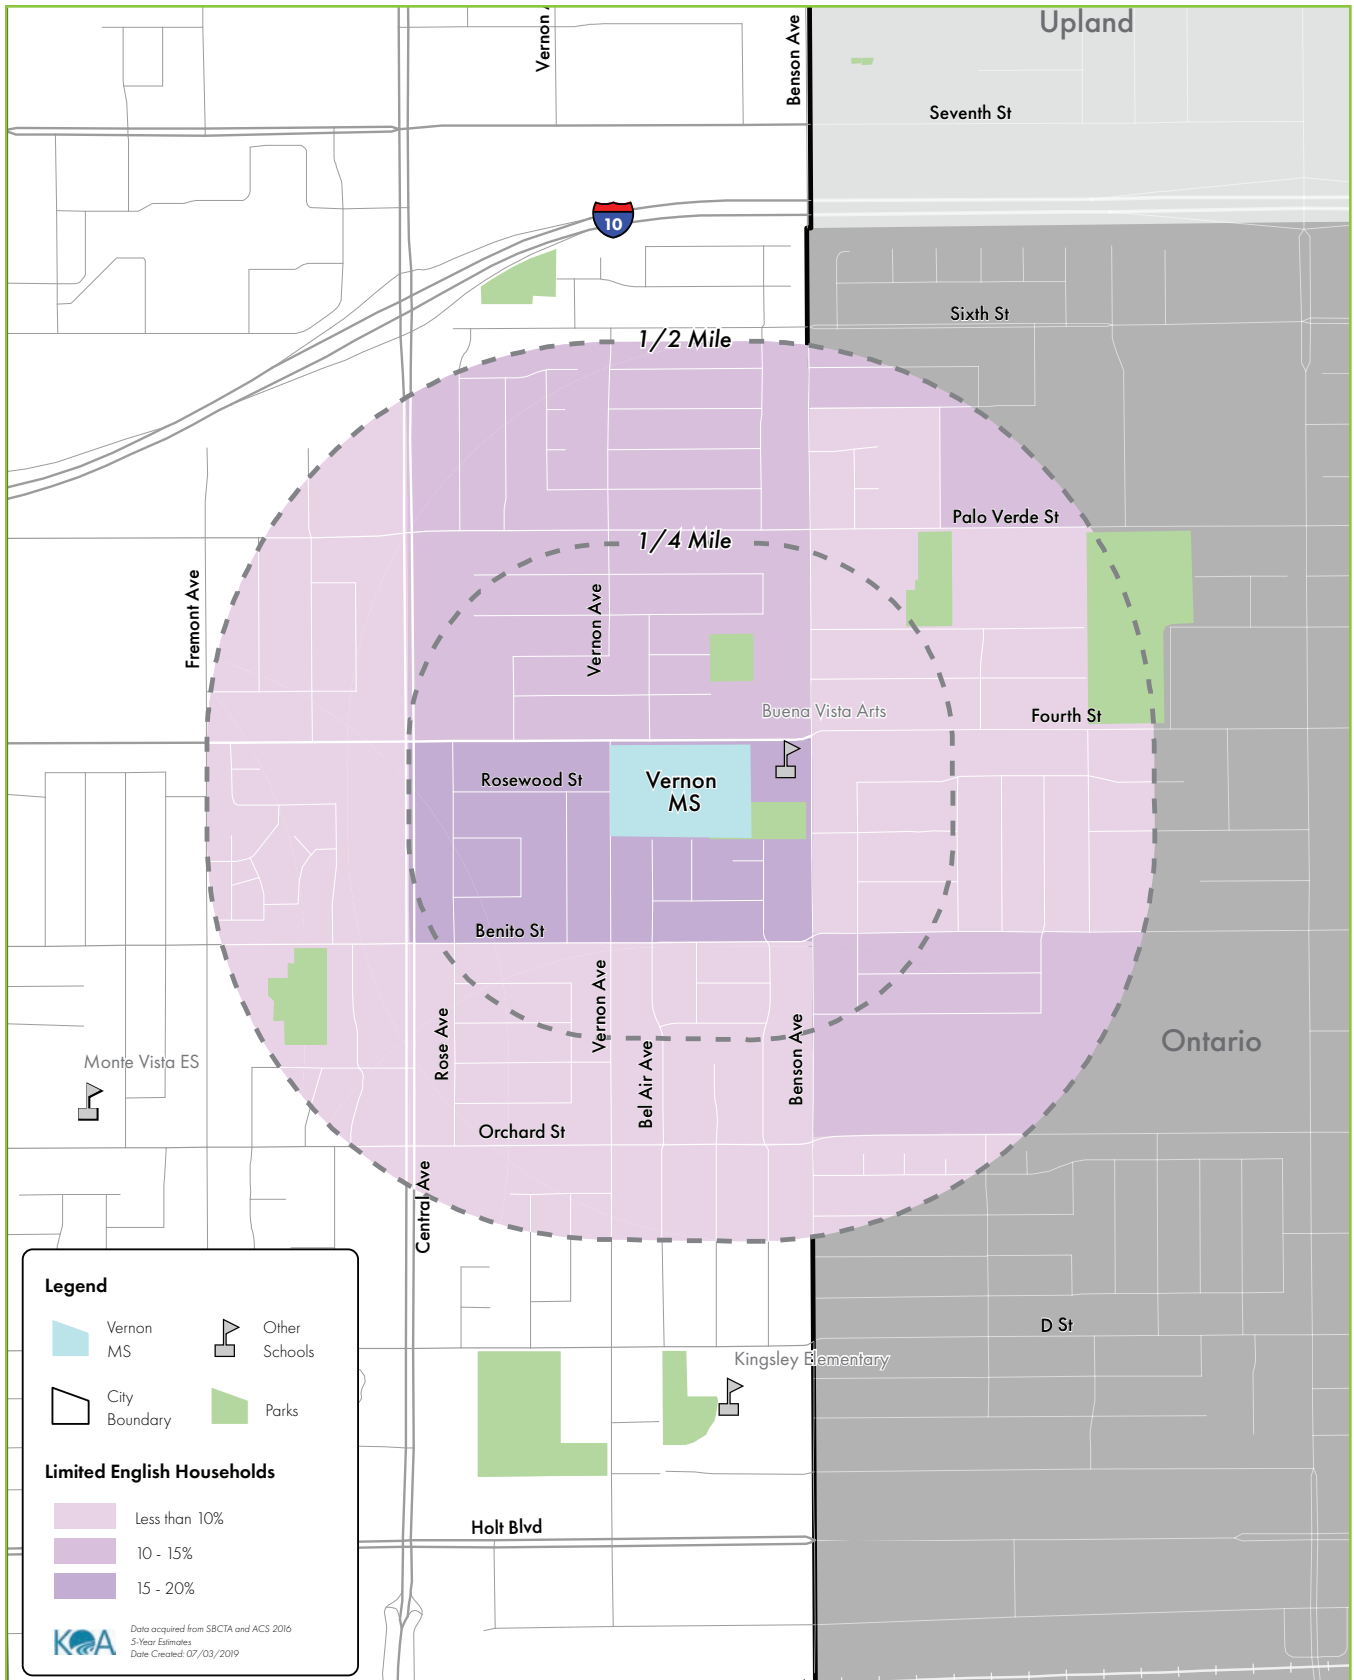 Upland
Vernon
Benson Ave
Seventh St
10
Sixth St
1/2 Mile
Palo Verde St
1/4 Mile
Fremont Ave
Vernon Ave
Buena Vista Arts
Fourth St
Rosewood St
Vernon
MS
Benito St
Vernon Ave
Rose Ave
Bel Air Ave
Benson Ave
Ontario
Monte Vista ES
Orchard St
Central Ave
D St
Kingsley Elementary
Holt Blvd
Legend
Vernon
MS
Other
Schools
City
Boundary
Parks
Limited English Households
Less than 10%
10 - 15%
15 - 20%
KOA
Data acquired from SBCTA and ACS 2016
5-Year Estimates
Date Created: 07/03/2019